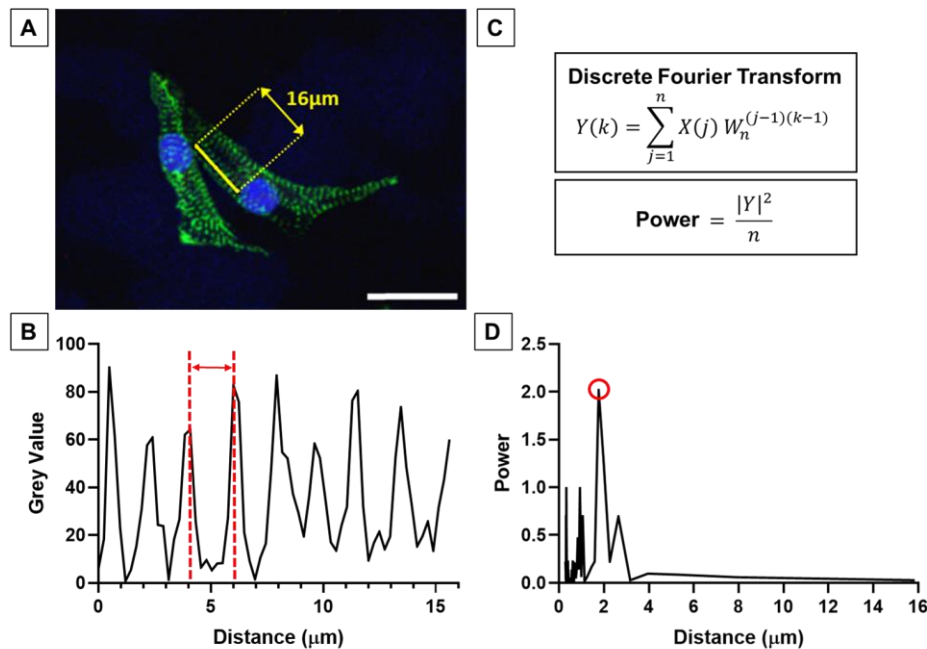 A
16μm
C
Discrete Fourier Transform
Y(k) = ∑_{j=1}^{n} X(j) W_n^{(j−1)(k−1)}
Power = |Y|²/n
B
100
80
60
40
20
0
Grey Value
0 5 10 15
Distance (μm)
D
2.5
2.0
1.5
1.0
0.5
0.0
Power
0 2 4 6 8 10 12 14 16
Distance (μm)